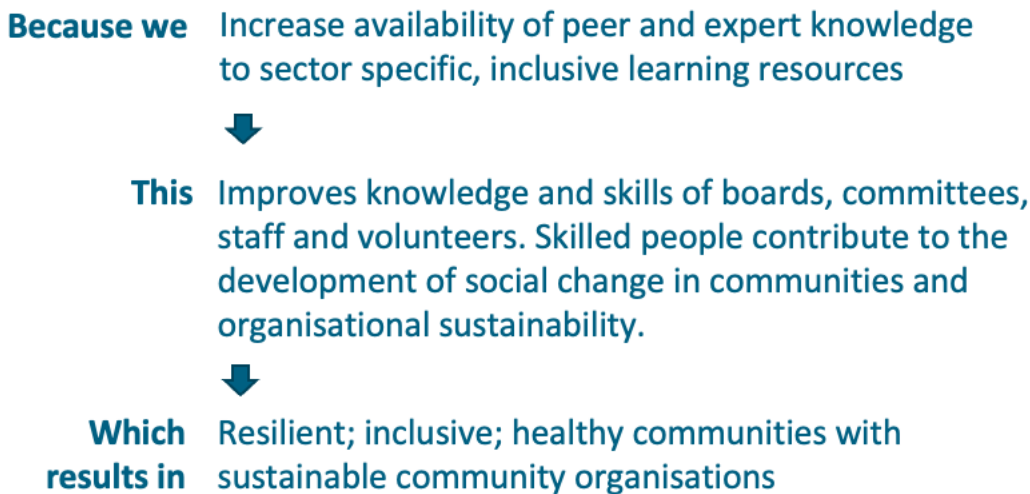 Because we Increase availability of peer and expert knowledge
to sector specific, inclusive learning resources
This Improves knowledge and skills of boards, committees,
staff and volunteers. Skilled people contribute to the
development of social change in communities and
organisational sustainability.
Which Resilient; inclusive; healthy communities with
results in sustainable community organisations